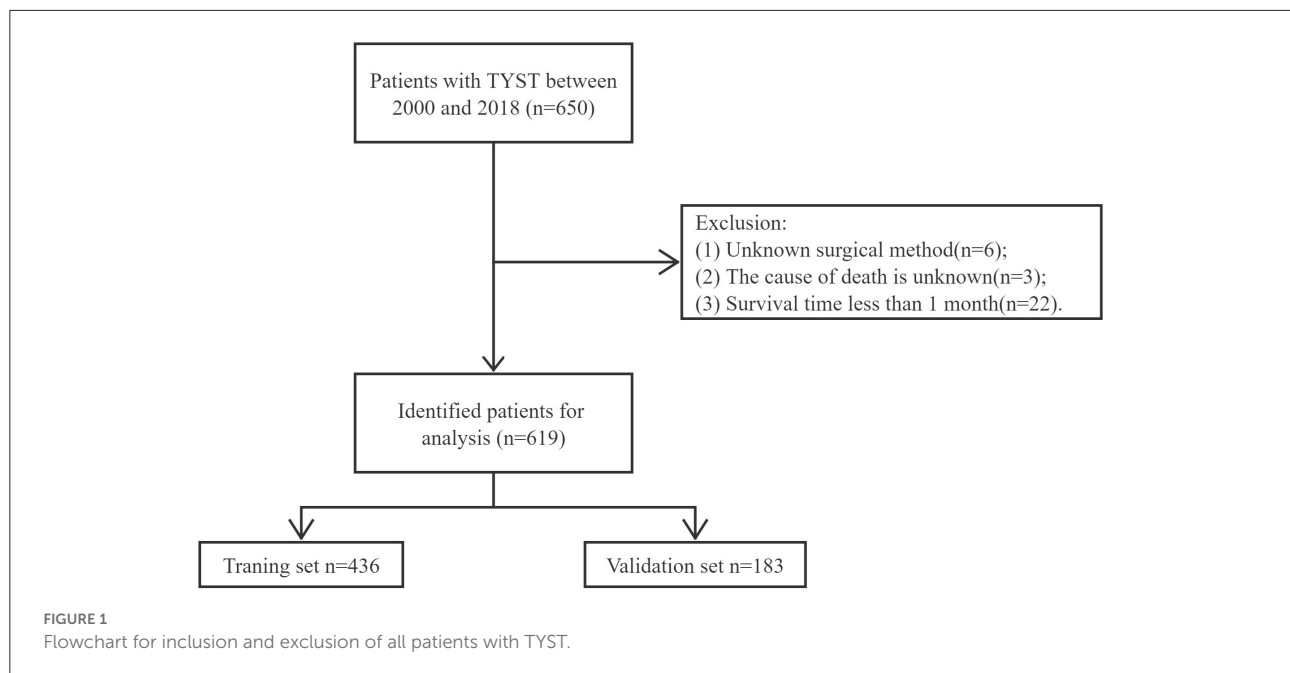 Patients with TYST between
2000 and 2018 (n=650)
Exclusion:
(1) Unknown surgical method(n=6);
(2) The cause of death is unknown(n=3);
(3) Survival time less than 1 month(n=22).
Identified patients for
analysis (n=619)
Traning set n=436
Validation set n=183
FIGURE 1
Flowchart for inclusion and exclusion of all patients with TYST.